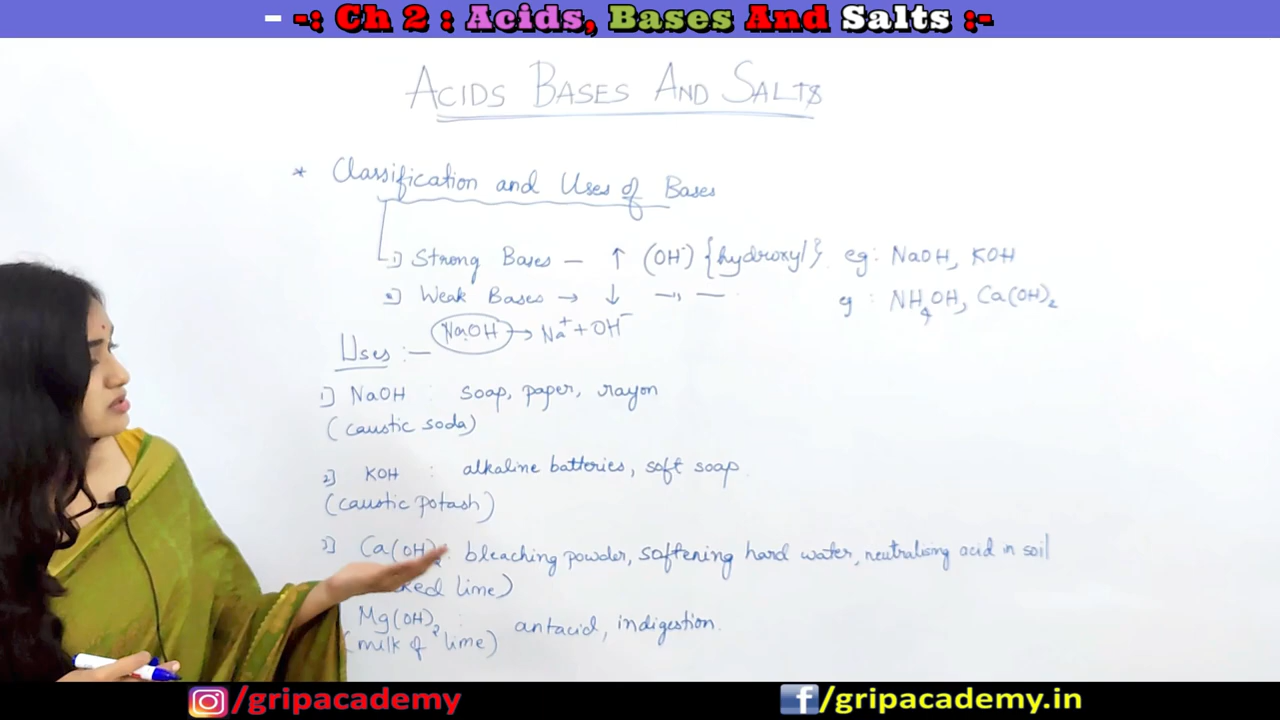 - -: Ch 2 : Acids, Bases And Salts :-
ACIDS BASES AND SALTS
* Classification and Uses of Bases
1) Strong Bases — ↑ (OH⁻) {hydroxyl}. eg: NaOH, KOH
2) Weak Bases → ↓ —"— eg: NH₄OH, Ca(OH)₂
NaOH → Na⁺ + OH⁻
Uses :—
1) NaOH : soap, paper, rayon
(caustic soda)
2) KOH : alkaline batteries, soft soap.
(caustic potash)
3) Ca(OH)₂: bleaching powder, softening hard water, neutralising acid in soil
ked lime)
Mg(OH)₂ : antacid, indigestion.
(milk of lime)
/gripacademy
f/gripacademy.in